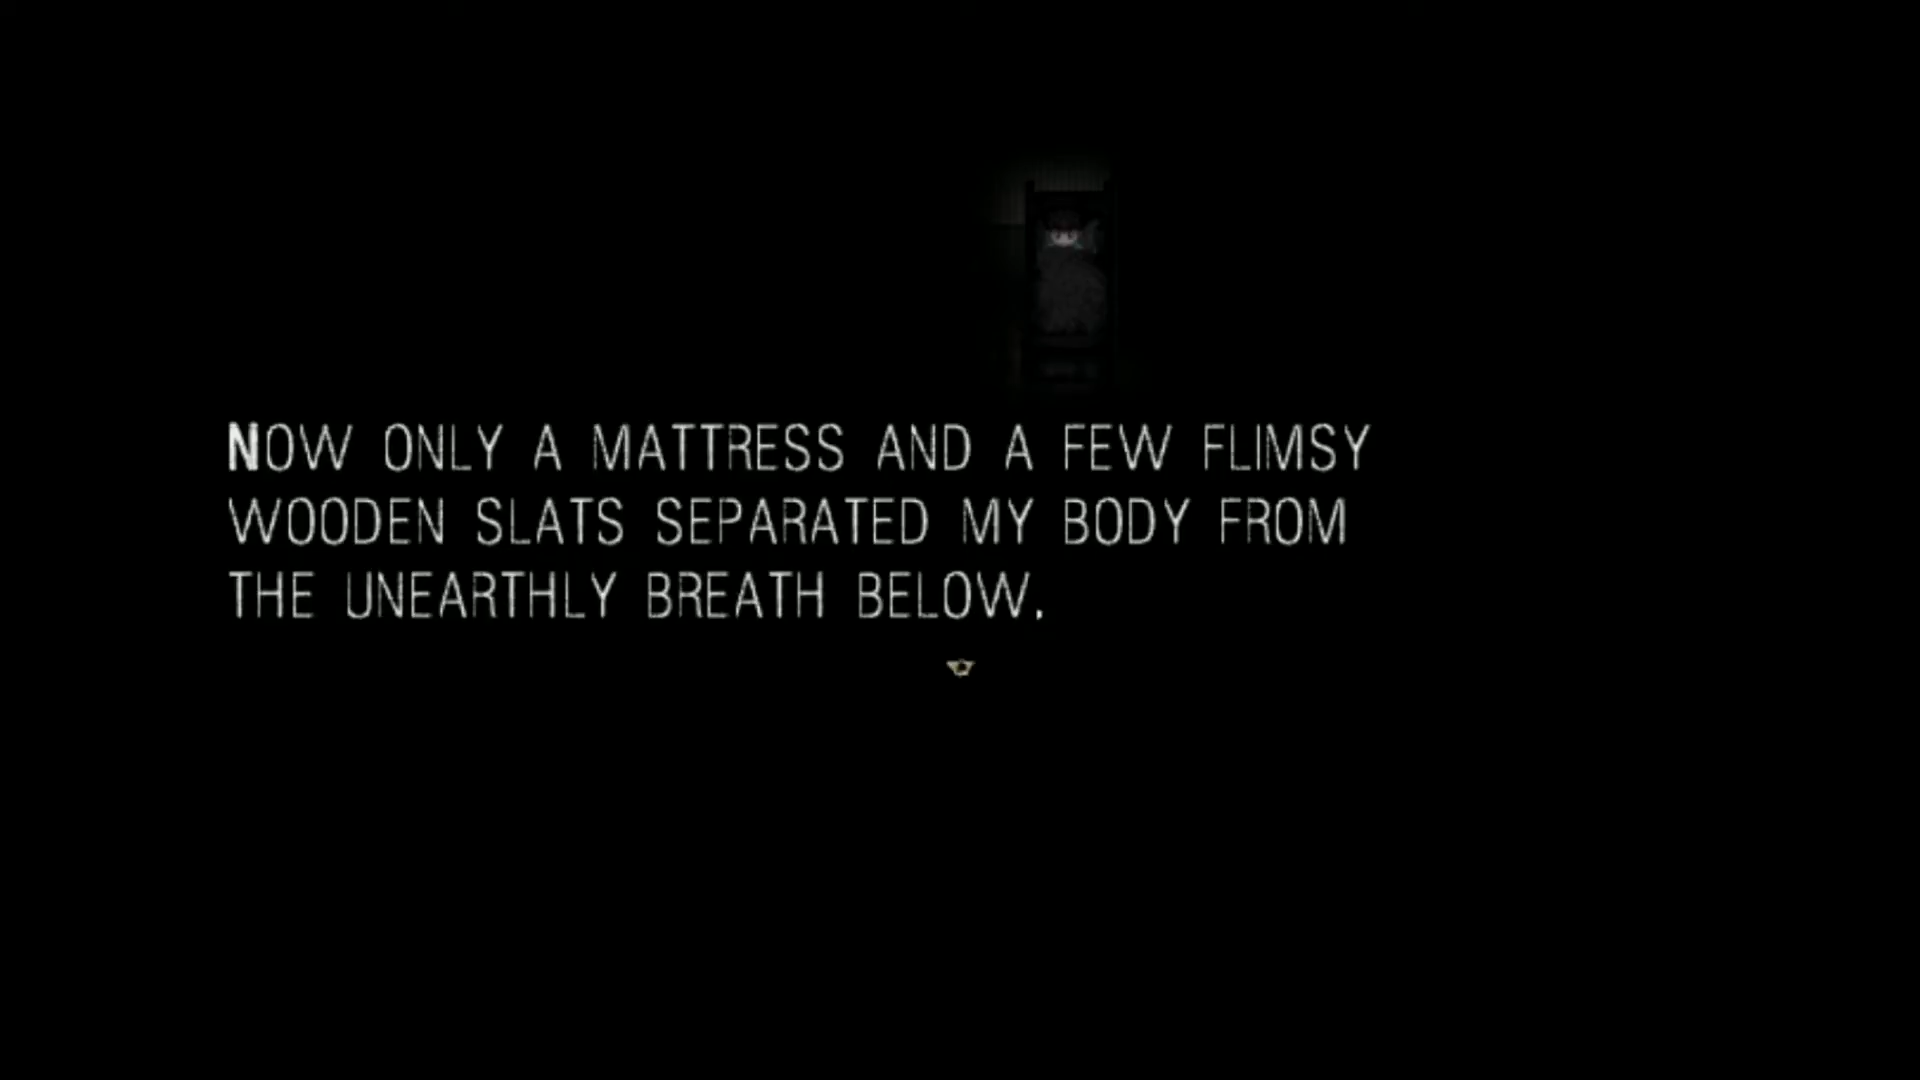 NOW ONLY A MATTRESS AND A FEW FLIMSY
WOODEN SLATS SEPARATED MY BODY FROM
THE UNEARTHLY BREATH BELOW.